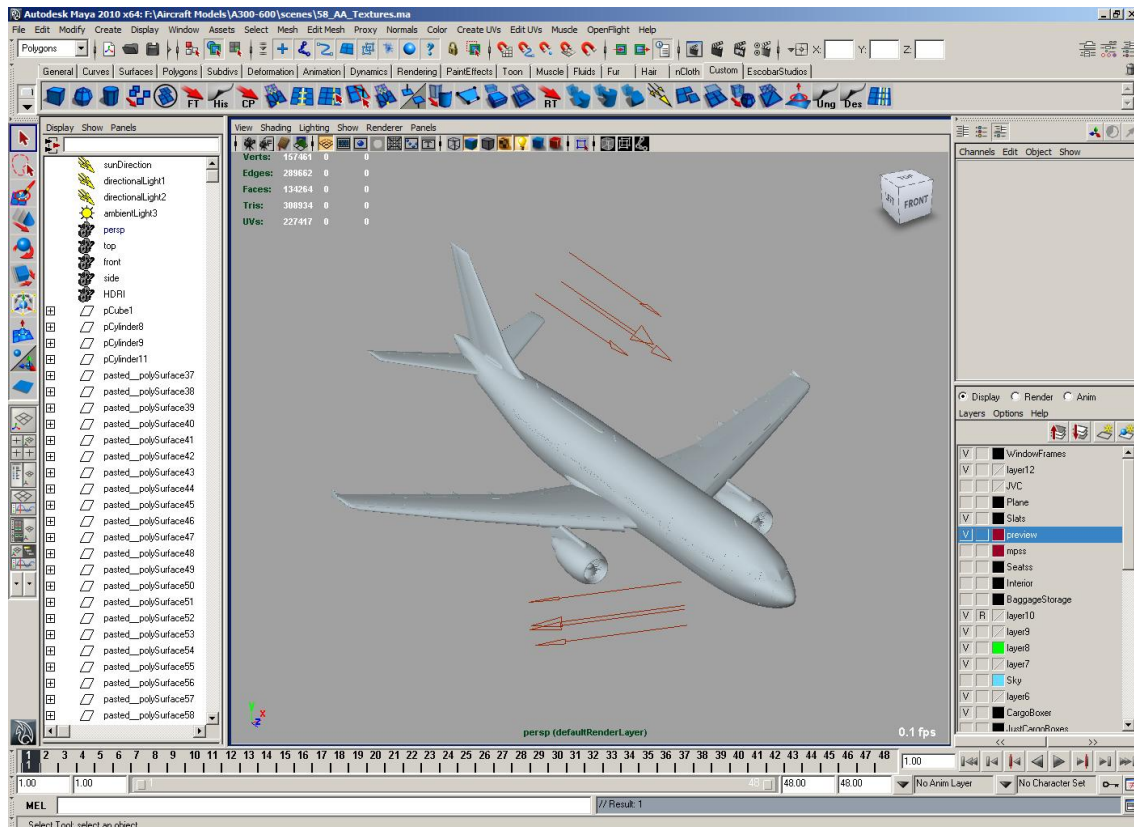 Autodesk Maya 2010 x64: F:\Aircraft Models\A300-600\scenes\58_AA_Textures.ma
File Edit Modify Create Display Window Assets Select Mesh Edit Mesh Proxy Normals Color Create UVs Edit UVs Muscle OpenFlight Help
Polygons X: Y: Z:
General Curves Surfaces Polygons Subdivs Deformation Animation Dynamics Rendering PaintEffects Toon Muscle Fluids Fur Hair nCloth Custom EscobarStudios
FT His CP RT Ung Des
Display Show Panels
View Shading Lighting Show Renderer Panels
Channels Edit Object Show
sunDirection
directionalLight1
directionalLight2
ambientLight3
persp
top
front
side
HDRI
pCube1
pCylinder8
pCylinder9
pCylinder11
pasted__polySurface37
pasted__polySurface38
pasted__polySurface39
pasted__polySurface40
pasted__polySurface41
pasted__polySurface42
pasted__polySurface43
pasted__polySurface44
pasted__polySurface45
pasted__polySurface46
pasted__polySurface47
pasted__polySurface48
pasted__polySurface49
pasted__polySurface50
pasted__polySurface51
pasted__polySurface52
pasted__polySurface53
pasted__polySurface54
pasted__polySurface55
pasted__polySurface56
pasted__polySurface57
pasted__polySurface58
Verts: 157461 0 0
Edges: 289662 0 0
Faces: 134264 0 0
Tris: 300934 0 0
UVs: 227417 0 0
TOP
FRONT
persp (defaultRenderLayer)
0.1 fps
Display Render Anim
Layers Options Help
V WindowFrames
V layer12
JVC
Plane
V Slats
V preview
mpss
Seatss
Interior
BaggageStorage
V R layer10
V layer9
V layer8
V layer7
Sky
V layer6
V CargoBoxer
JustCargoBoxes
<< >>
1 2 3 4 5 6 7 8 9 10 11 12 13 14 15 16 17 18 19 20 21 22 23 24 25 26 27 28 29 30 31 32 33 34 35 36 37 38 39 40 41 42 43 44 45 46 47 48 1.00
1.00 1.00 1 48 48.00 48.00 No Anim Layer No Character Set
MEL // Result: 1
Select Tool: select an object